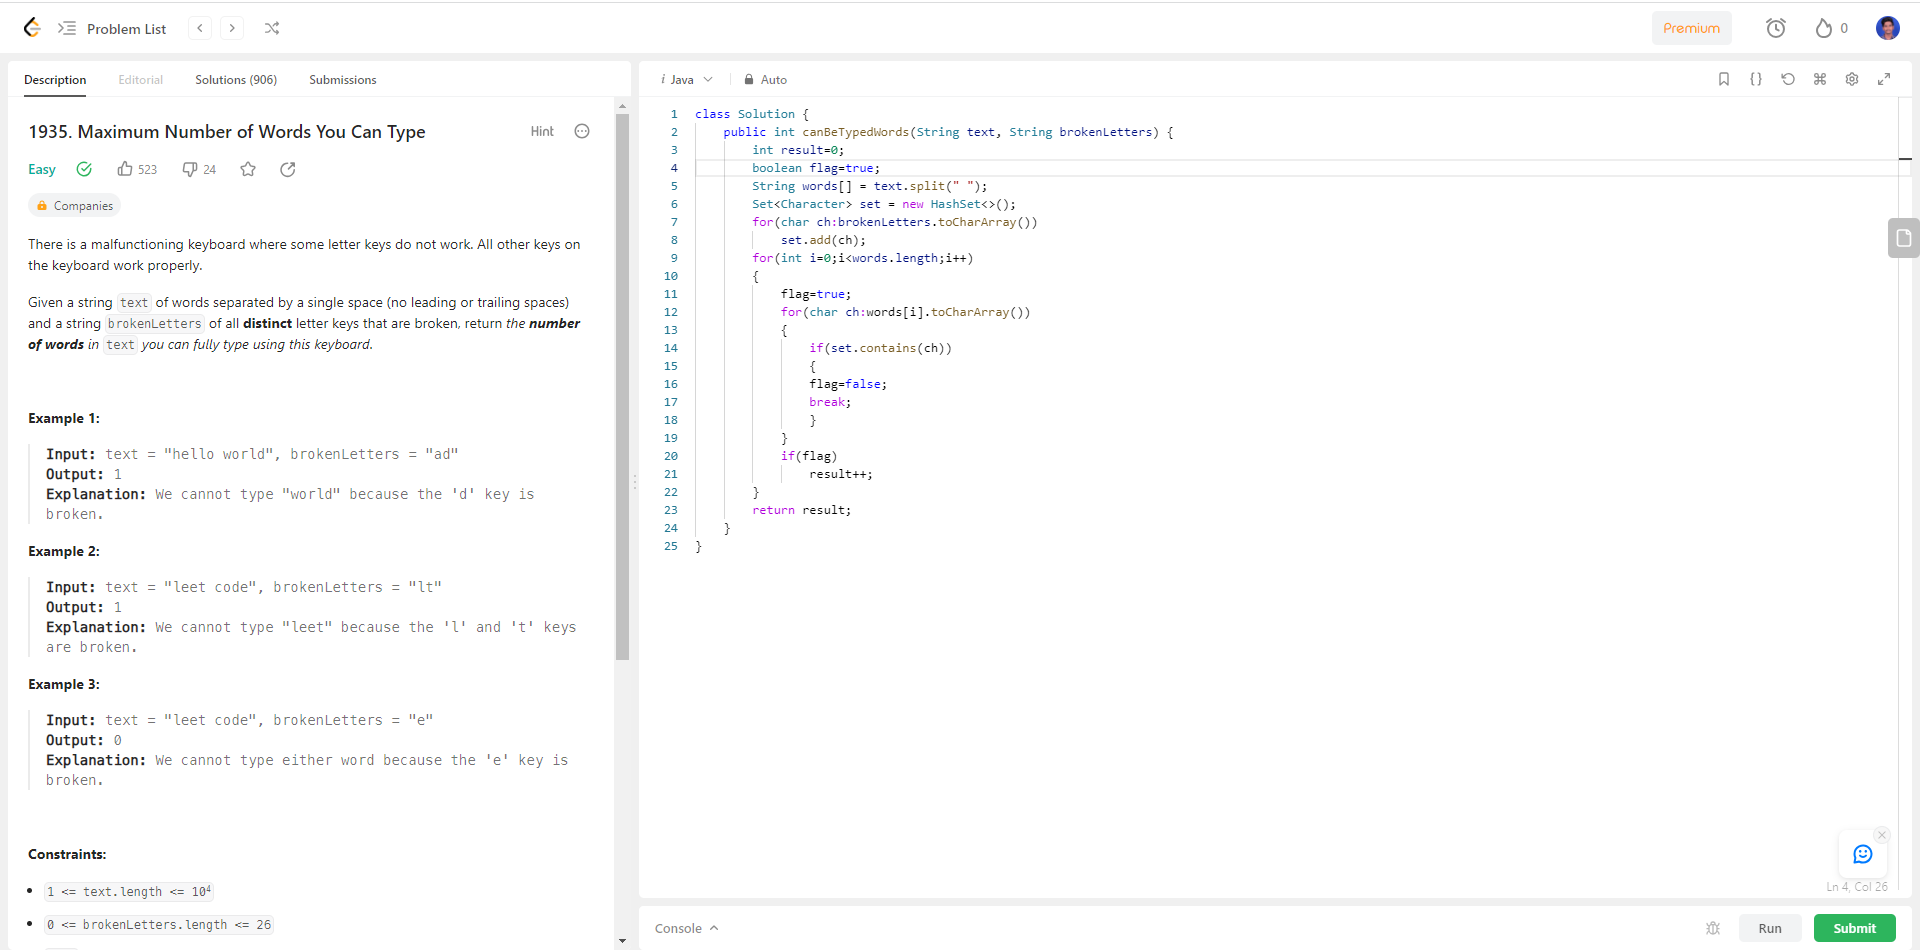 Problem List
Premium
0
Description Editorial Solutions (906) Submissions
1935. Maximum Number of Words You Can Type
Hint
Easy 523 24
Companies
There is a malfunctioning keyboard where some letter keys do not work. All other keys on
the keyboard work properly.
Given a string text of words separated by a single space (no leading or trailing spaces)
and a string brokenLetters of all distinct letter keys that are broken, return the number
of words in text you can fully type using this keyboard.
Example 1:
Input: text = "hello world", brokenLetters = "ad"
Output: 1
Explanation: We cannot type "world" because the 'd' key is
broken.
Example 2:
Input: text = "leet code", brokenLetters = "lt"
Output: 1
Explanation: We cannot type "leet" because the 'l' and 't' keys
are broken.
Example 3:
Input: text = "leet code", brokenLetters = "e"
Output: 0
Explanation: We cannot type either word because the 'e' key is
broken.
Constraints:
• 1 <= text.length <= 10⁴
• 0 <= brokenLetters.length <= 26
i Java Auto
1 class Solution {
2 public int canBeTypedWords(String text, String brokenLetters) {
3 int result=0;
4 boolean flag=true;
5 String words[] = text.split(" ");
6 Set<Character> set = new HashSet<>();
7 for(char ch:brokenLetters.toCharArray())
8 set.add(ch);
9 for(int i=0;i<words.length;i++)
10 {
11 flag=true;
12 for(char ch:words[i].toCharArray())
13 {
14 if(set.contains(ch))
15 {
16 flag=false;
17 break;
18 }
19 }
20 if(flag)
21 result++;
22 }
23 return result;
24 }
25 }
Ln 4, Col 26
Console
Run
Submit